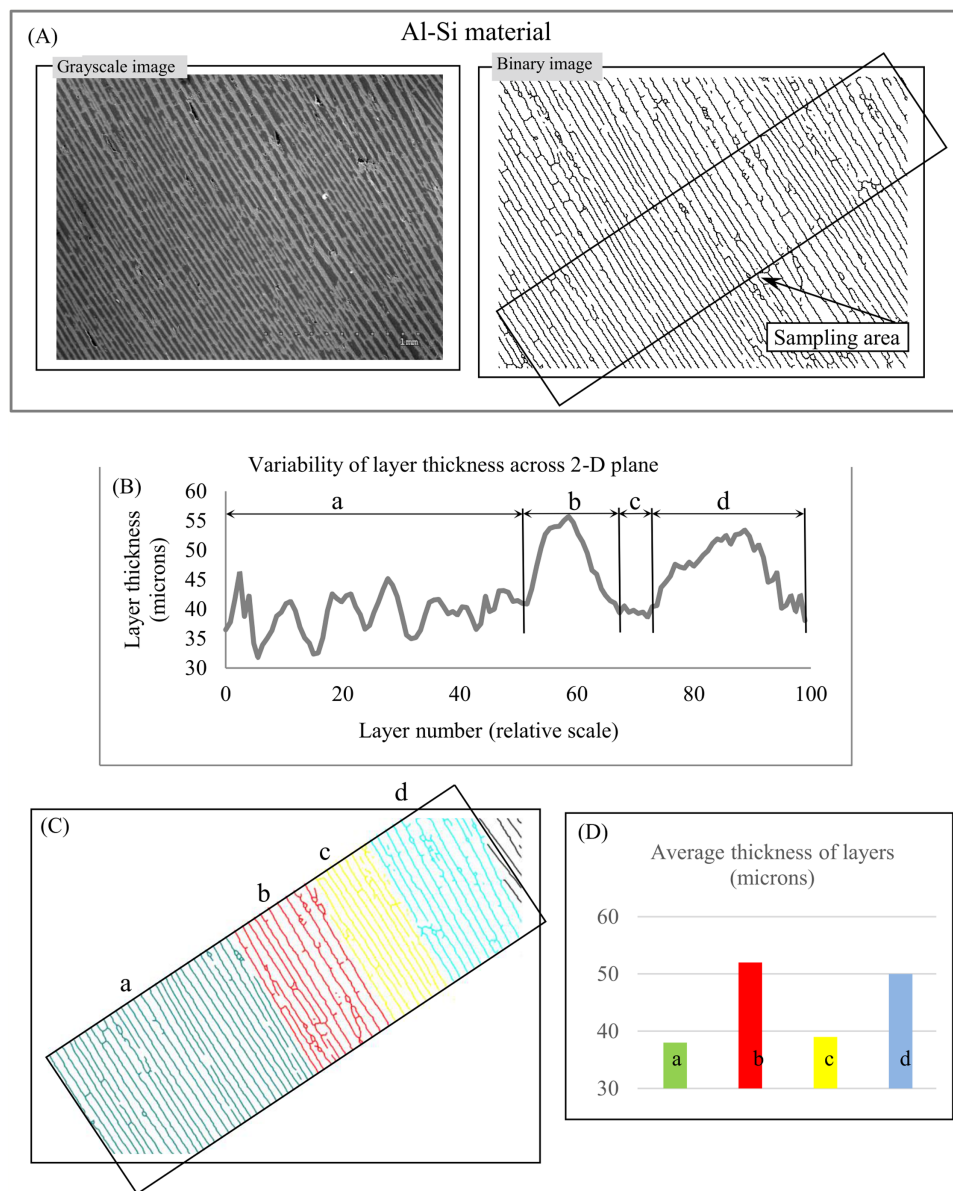 (A)
Al-Si material
Grayscale image
Binary image
1mm
Sampling area
Variability of layer thickness across 2-D plane
(B)
Layer thickness
(microns)
60
55
50
45
40
35
30
a
b
c
d
0
20
40
60
80
100
Layer number (relative scale)
(C)
a
b
c
d
(D)
Average thickness of layers
(microns)
60
50
40
30
a
b
c
d